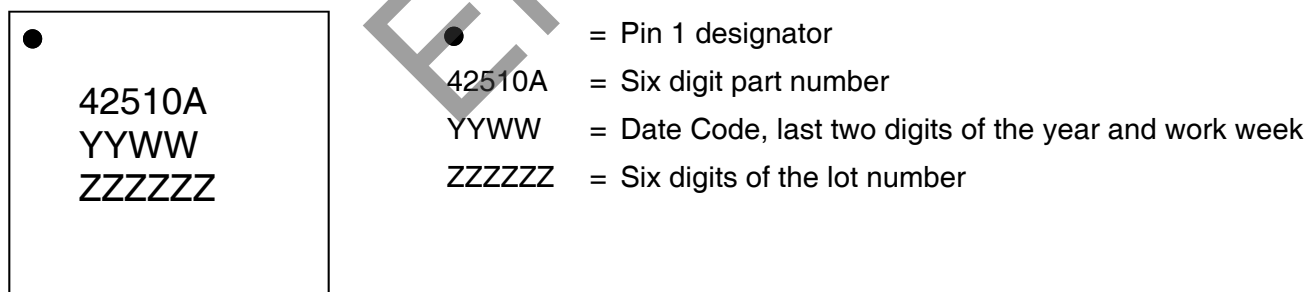 42510A
YYWW
ZZZZZZ
● = Pin 1 designator
42510A = Six digit part number
YYWW = Date Code, last two digits of the year and work week
ZZZZZZ = Six digits of the lot number